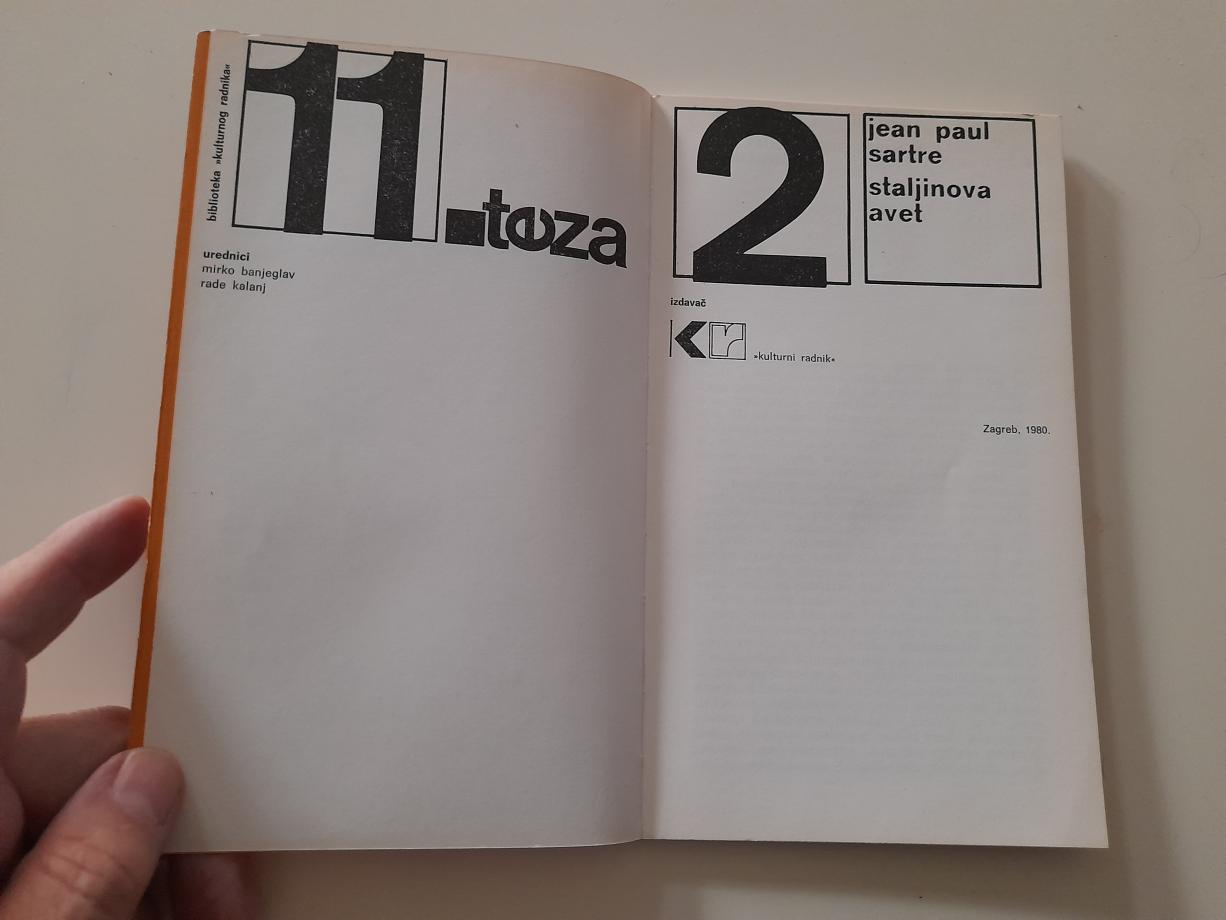 biblioteka »kulturnog radnika«
11
.teza
urednici
mirko banjeglav
rade kalanj
2
jean paul
sartre
staljinova
avet
izdavač
kr
»kulturni radnik«
Zagreb, 1980.